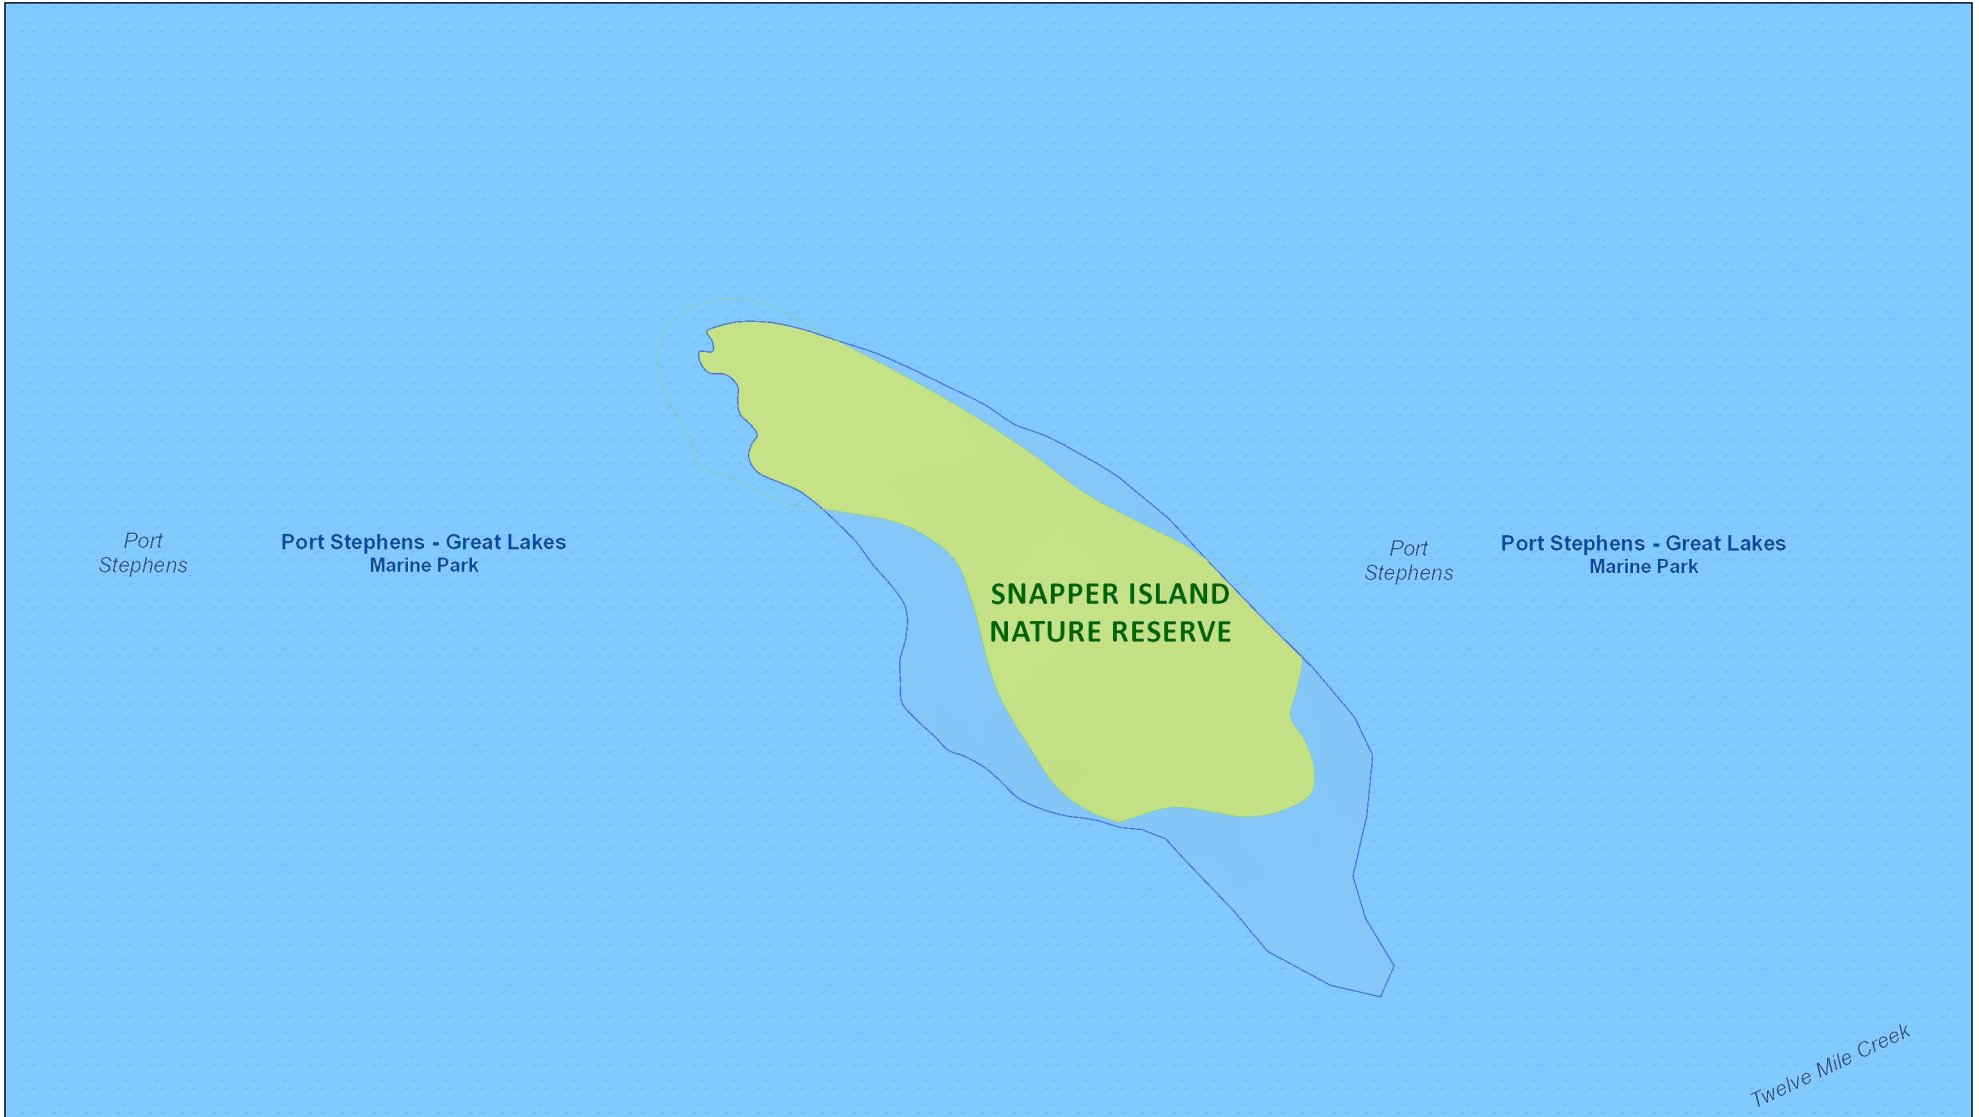 Port
Stephens
Port Stephens - Great Lakes
Marine Park
SNAPPER ISLAND
NATURE RESERVE
Port
Stephens
Port Stephens - Great Lakes
Marine Park
Twelve Mile Creek